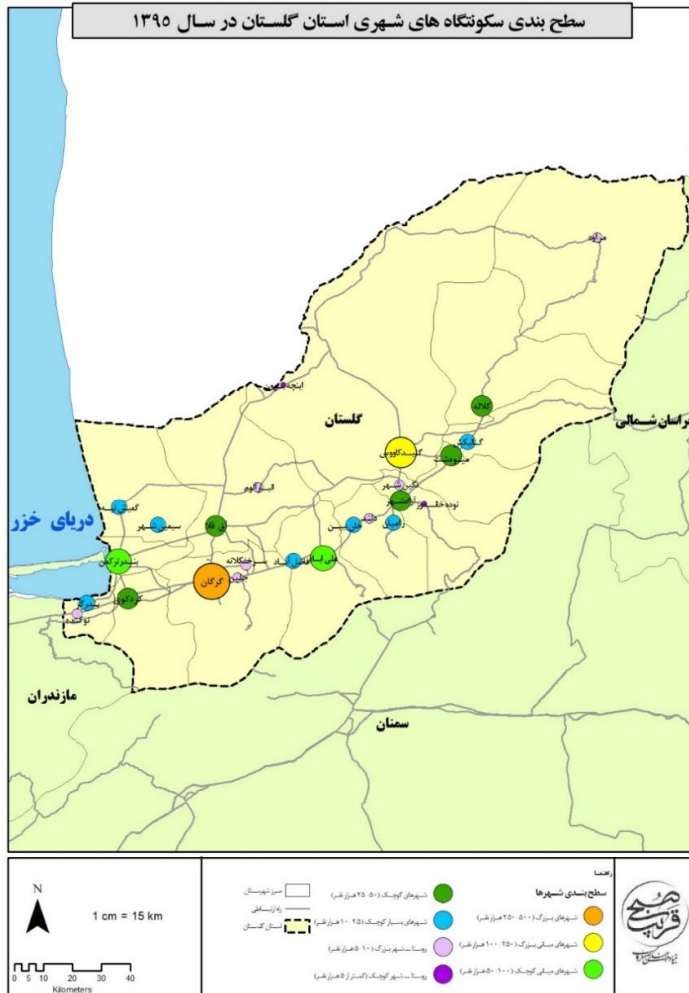 سطح بندی سکونتگاه های شهری استان گلستان در سال ۱۳۹۵
مراوه
اینچه برون
کلاله
گلستان
خراسان شمالی
گالیکش
گنبدکاووس
مینودشت
نگین شهر
انبارآلوم
آزادشهر
نوده خاندوز
گمیش تپه
دلند
رامیان
دریای خزر
سیمین شهر
آق قلا
خان ببین
بندرترکمن
علی آباد
فاضل آباد
سرخنکلاته
جلین
گرگان
کردکوی
بندرگز
نوکنده
مازندران
سمنان
راهنما
سطح بندی شهرها
شهرهای بزرگ (۵۰۰-۲۵۰ هزار نفر)
شهرهای میانی بزرگ (۲۵۰-۱۰۰ هزار نفر)
شهرهای میانی کوچک (۱۰۰-۵۰ هزار نفر)
شهرهای کوچک (۵۰-۲۵ هزار نفر)
شهرهای بسیار کوچک (۲۵-۱۰ هزار نفر)
روستا - شهر بزرگ (۱۰-۵ هزار نفر)
روستا - شهر کوچک (کمتر از ۵ هزار نفر)
مرز شهرستان
راه ارتباطی
استان گلستان
N
1 cm = 15 km
0 5 10 20 30 40
Kilometers